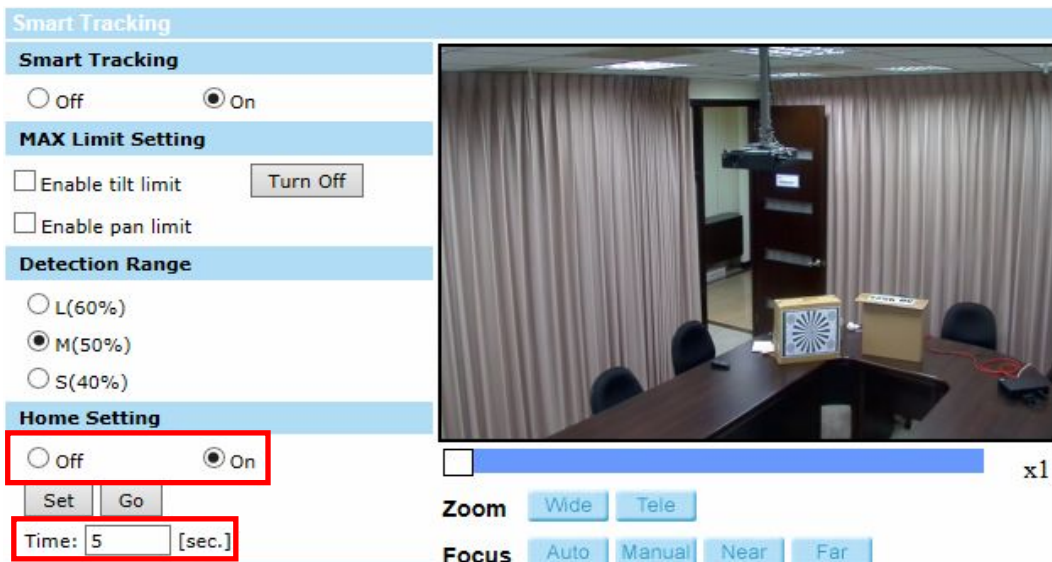 Smart Tracking
Smart Tracking
Off On
MAX Limit Setting
Enable tilt limit Turn Off
Enable pan limit
Detection Range
L(60%)
M(50%)
S(40%)
Home Setting
Off On
Set Go
Time: 5 [sec.]
x1
Zoom Wide Tele
Focus Auto Manual Near Far